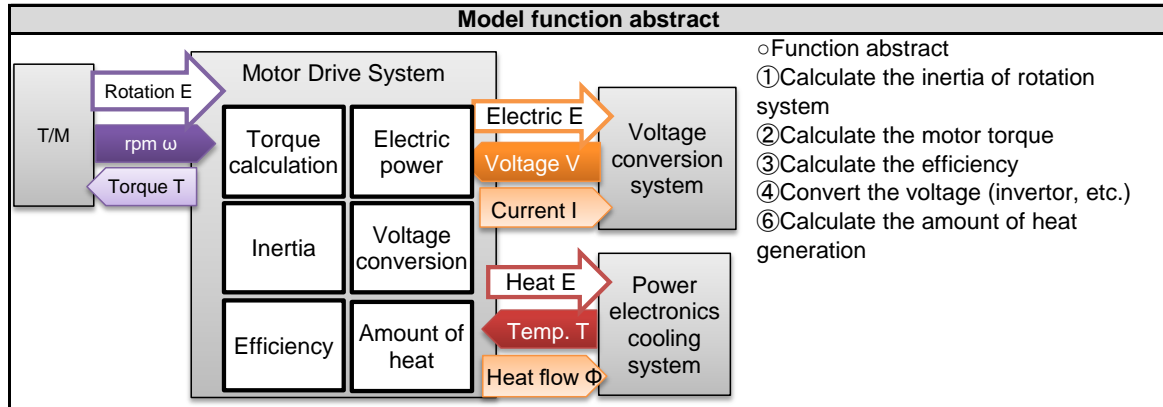 Model function abstract
T/M
Rotation E
rpm ω
Torque T
Motor Drive System
Torque
calculation
Electric
power
Inertia
Voltage
conversion
Efficiency
Amount of
heat
Electric E
Voltage V
Current I
Voltage
conversion
system
Heat E
Temp. T
Heat flow Φ
Power
electronics
cooling
system
○Function abstract
①Calculate the inertia of rotation
system
②Calculate the motor torque
③Calculate the efficiency
④Convert the voltage (invertor, etc.)
⑥Calculate the amount of heat
generation